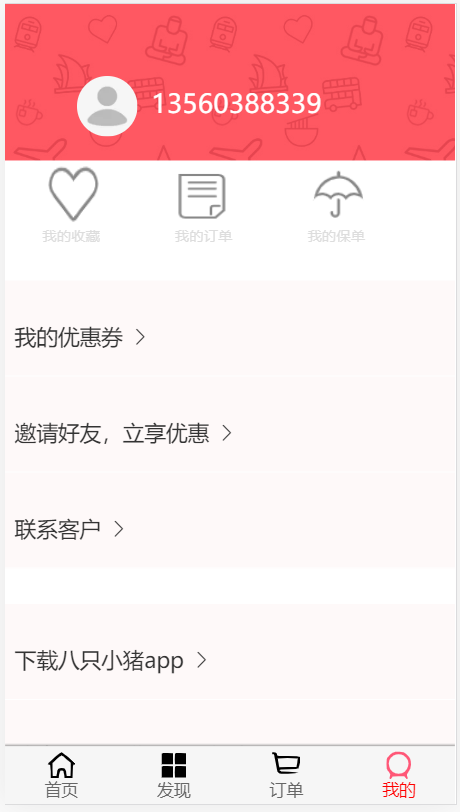 13560388339
我的收藏 我的订单 我的保单
我的优惠券
邀请好友，立享优惠
联系客户
下载八只小猪app
首页 发现 订单 我的